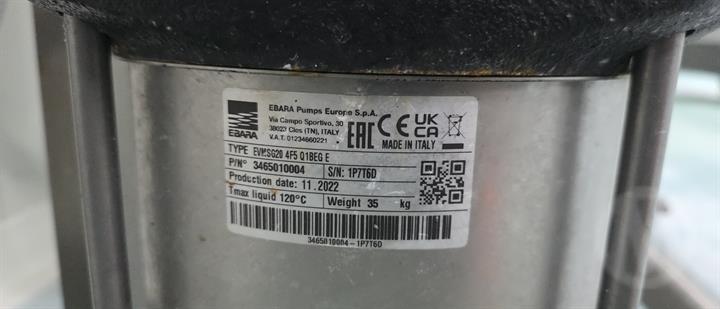 EBARA Pumps Europe S.p.A.
Via Campo Sportivo, 30
38023 Cles (TN), ITALY
V.A.T. 01234660221
EBARA
EAC CE UK CA
MADE IN ITALY
TYPE EVMSG20 4F5 Q1BEG E
P/N° 3465010004 S/N: 1P7T6D
Production date: 11.2022
Tmax liquid 120°C Weight 35 kg
3465010004-1P7T6D